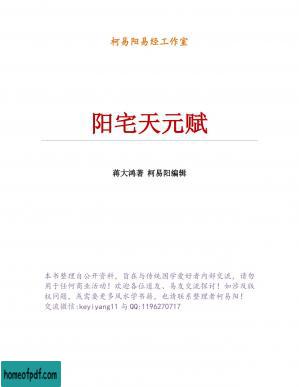 柯易阳易经工作室
阳宅天元赋
蒋大鸿著 柯易阳编辑
本书整理自公开资料，旨在与传统国学爱好者内部交流，请勿
用于任何商业活动！欢迎各位道友、易友交流探讨！如涉及版
权问题，或需要更多风水学书籍，也请联系整理者柯易阳！
交流微信:keyiyang11 与 QQ:1196270717
homeofpdf.com
homeofpdf.com